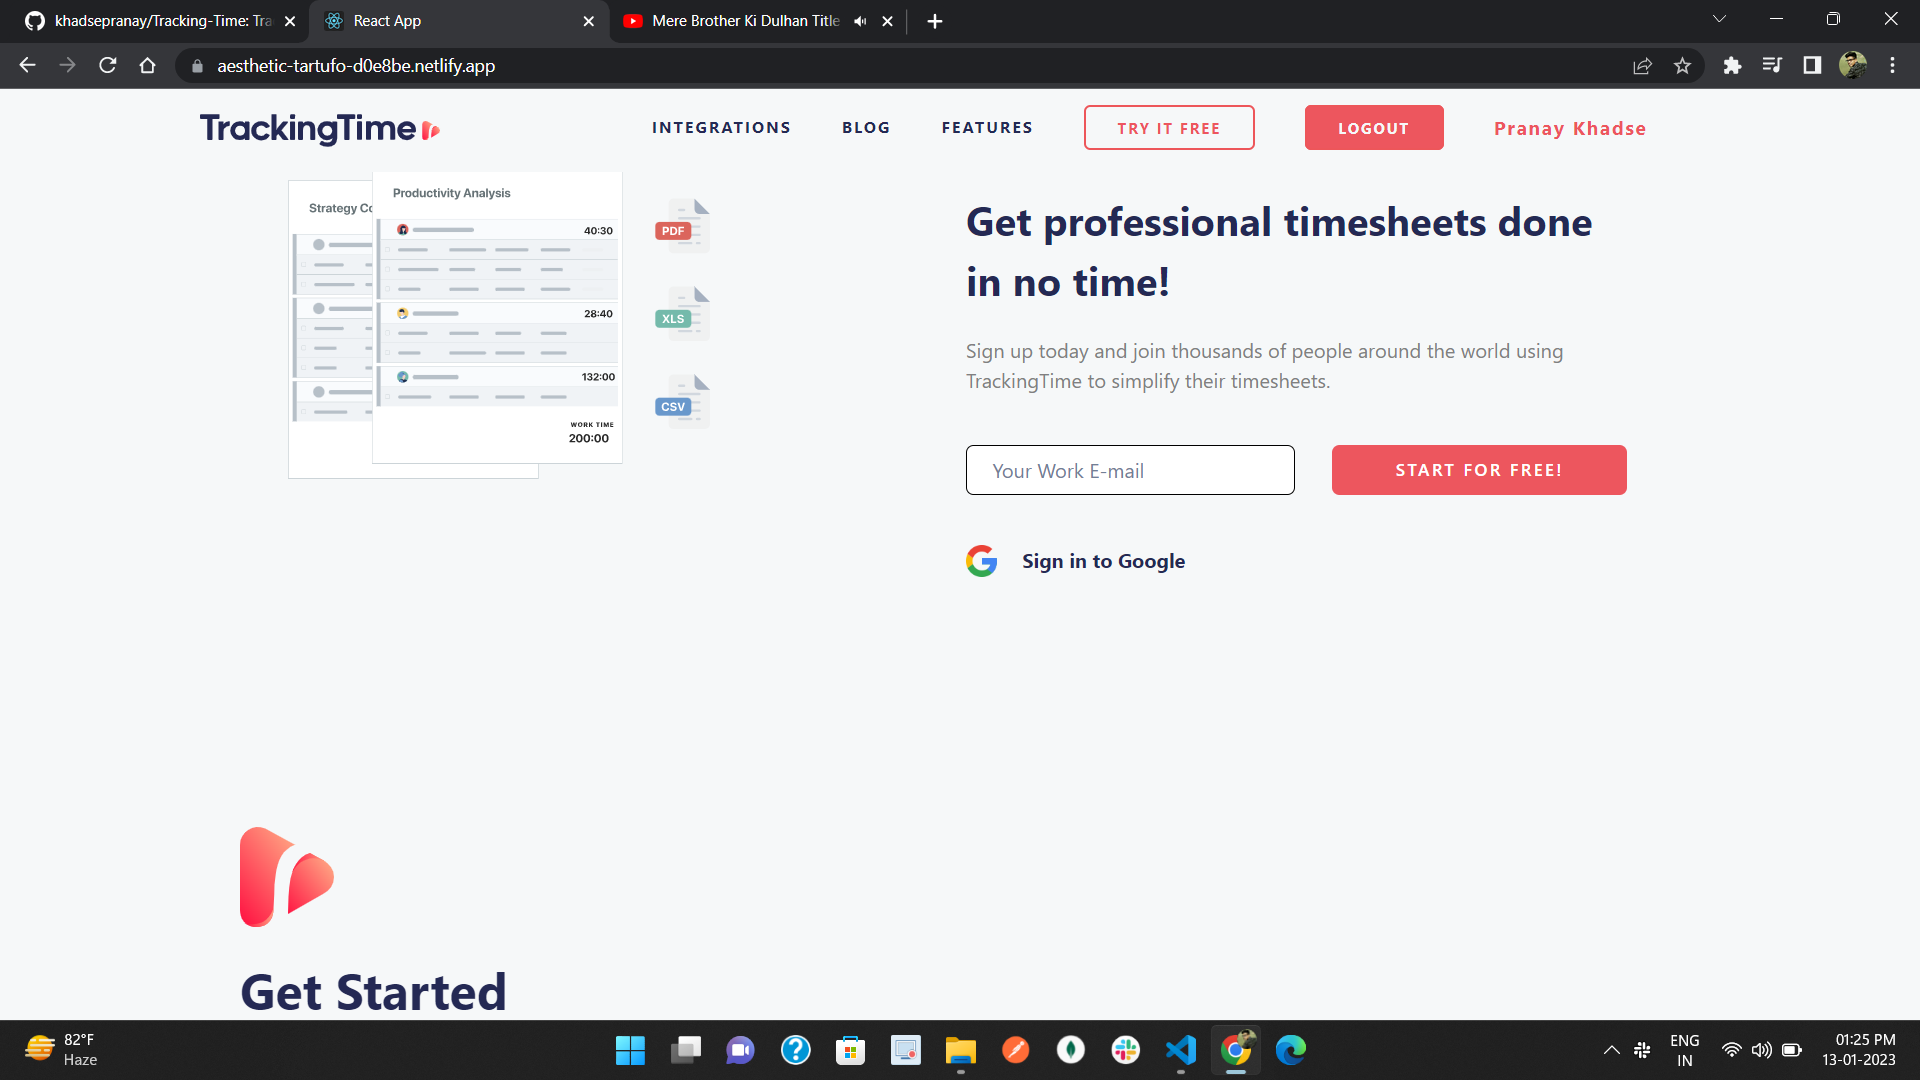 khadsepranay/Tracking-Time: Tra
React App
Mere Brother Ki Dulhan Title
aesthetic-tartufo-d0e8be.netlify.app
TrackingTime
INTEGRATIONS
BLOG
FEATURES
TRY IT FREE
LOGOUT
Pranay Khadse
Strategy Co
Productivity Analysis
40:30
28:40
132:00
WORK TIME
200:00
PDF
XLS
CSV
Get professional timesheets done
in no time!
Sign up today and join thousands of people around the world using
TrackingTime to simplify their timesheets.
Your Work E-mail
START FOR FREE!
Sign in to Google
Get Started
82°F
Haze
ENG
IN
01:25 PM
13-01-2023